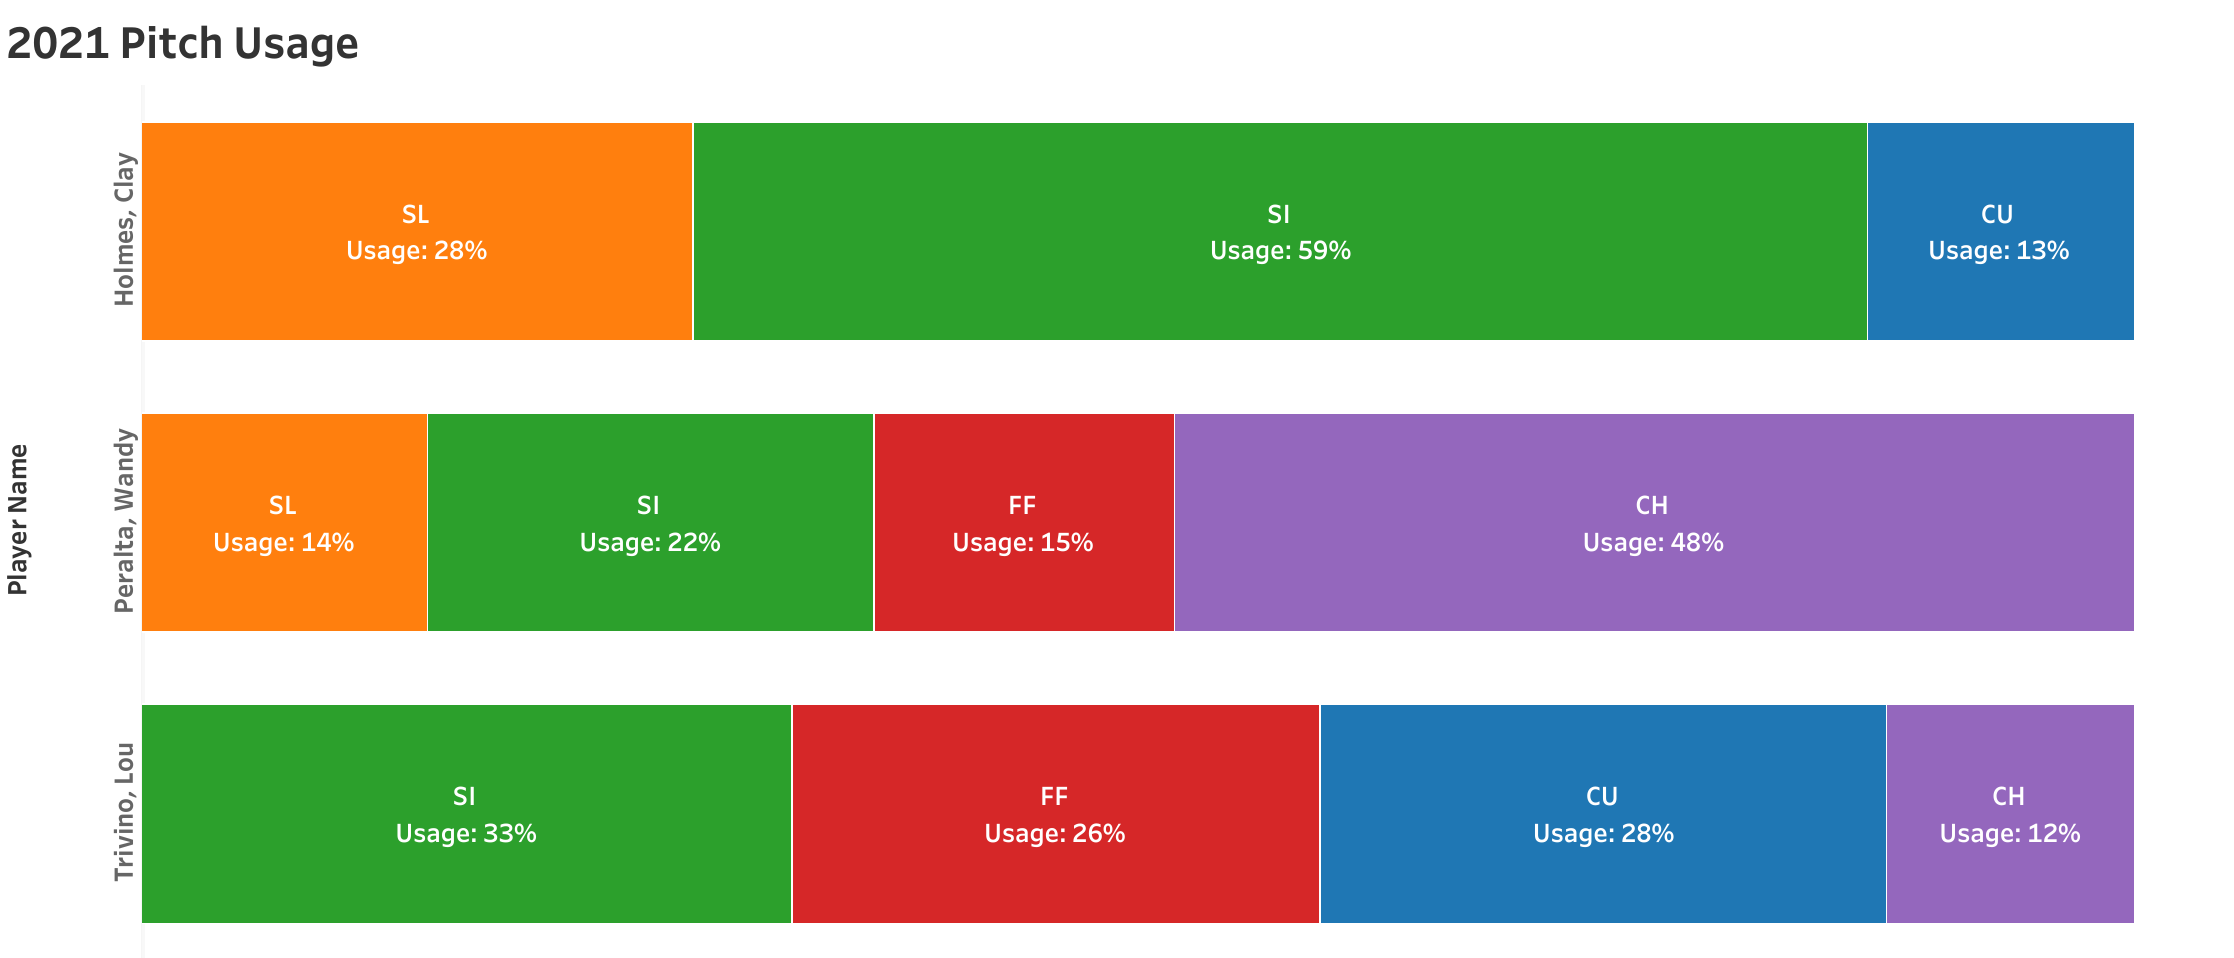 2021 Pitch Usage
Player Name
Holmes, Clay
SL
Usage: 28%
SI
Usage: 59%
CU
Usage: 13%
Peralta, Wandy
SL
Usage: 14%
SI
Usage: 22%
FF
Usage: 15%
CH
Usage: 48%
Trivino, Lou
SI
Usage: 33%
FF
Usage: 26%
CU
Usage: 28%
CH
Usage: 12%